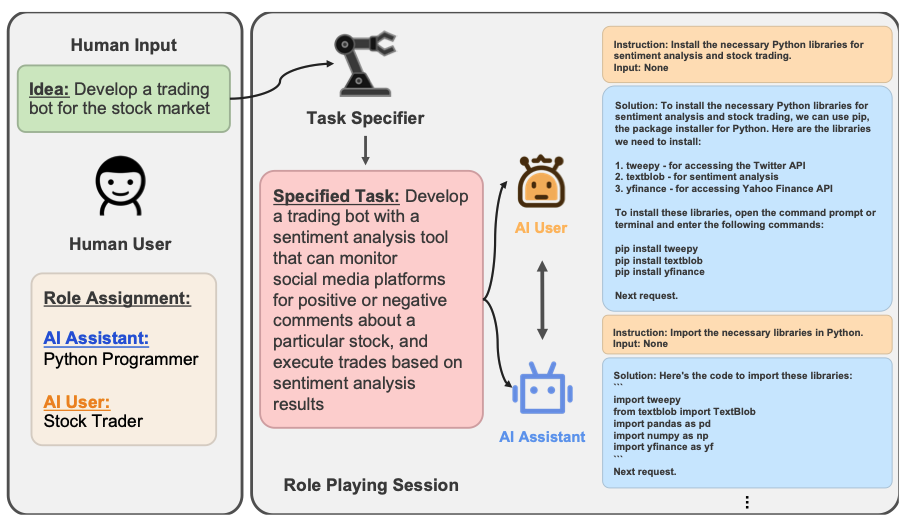 Human Input
Idea: Develop a trading
bot for the stock market
Human User
Role Assignment:
AI Assistant:
Python Programmer
AI User:
Stock Trader
Task Specifier
Specified Task: Develop
a trading bot with a
sentiment analysis tool
that can monitor
social media platforms
for positive or negative
comments about a
particular stock, and
execute trades based on
sentiment analysis
results
AI User
AI Assistant
Role Playing Session
Instruction: Install the necessary Python libraries for
sentiment analysis and stock trading.
Input: None
Solution: To install the necessary Python libraries for
sentiment analysis and stock trading, we can use pip,
the package installer for Python. Here are the libraries
we need to install:
1. tweepy - for accessing the Twitter API
2. textblob - for sentiment analysis
3. yfinance - for accessing Yahoo Finance API
To install these libraries, open the command prompt or
terminal and enter the following commands:
pip install tweepy
pip install textblob
pip install yfinance
Next request.
Instruction: Import the necessary libraries in Python.
Input: None
Solution: Here's the code to import these libraries:
```
import tweepy
from textblob import TextBlob
import pandas as pd
import numpy as np
import yfinance as yf
```
Next request.
⋮